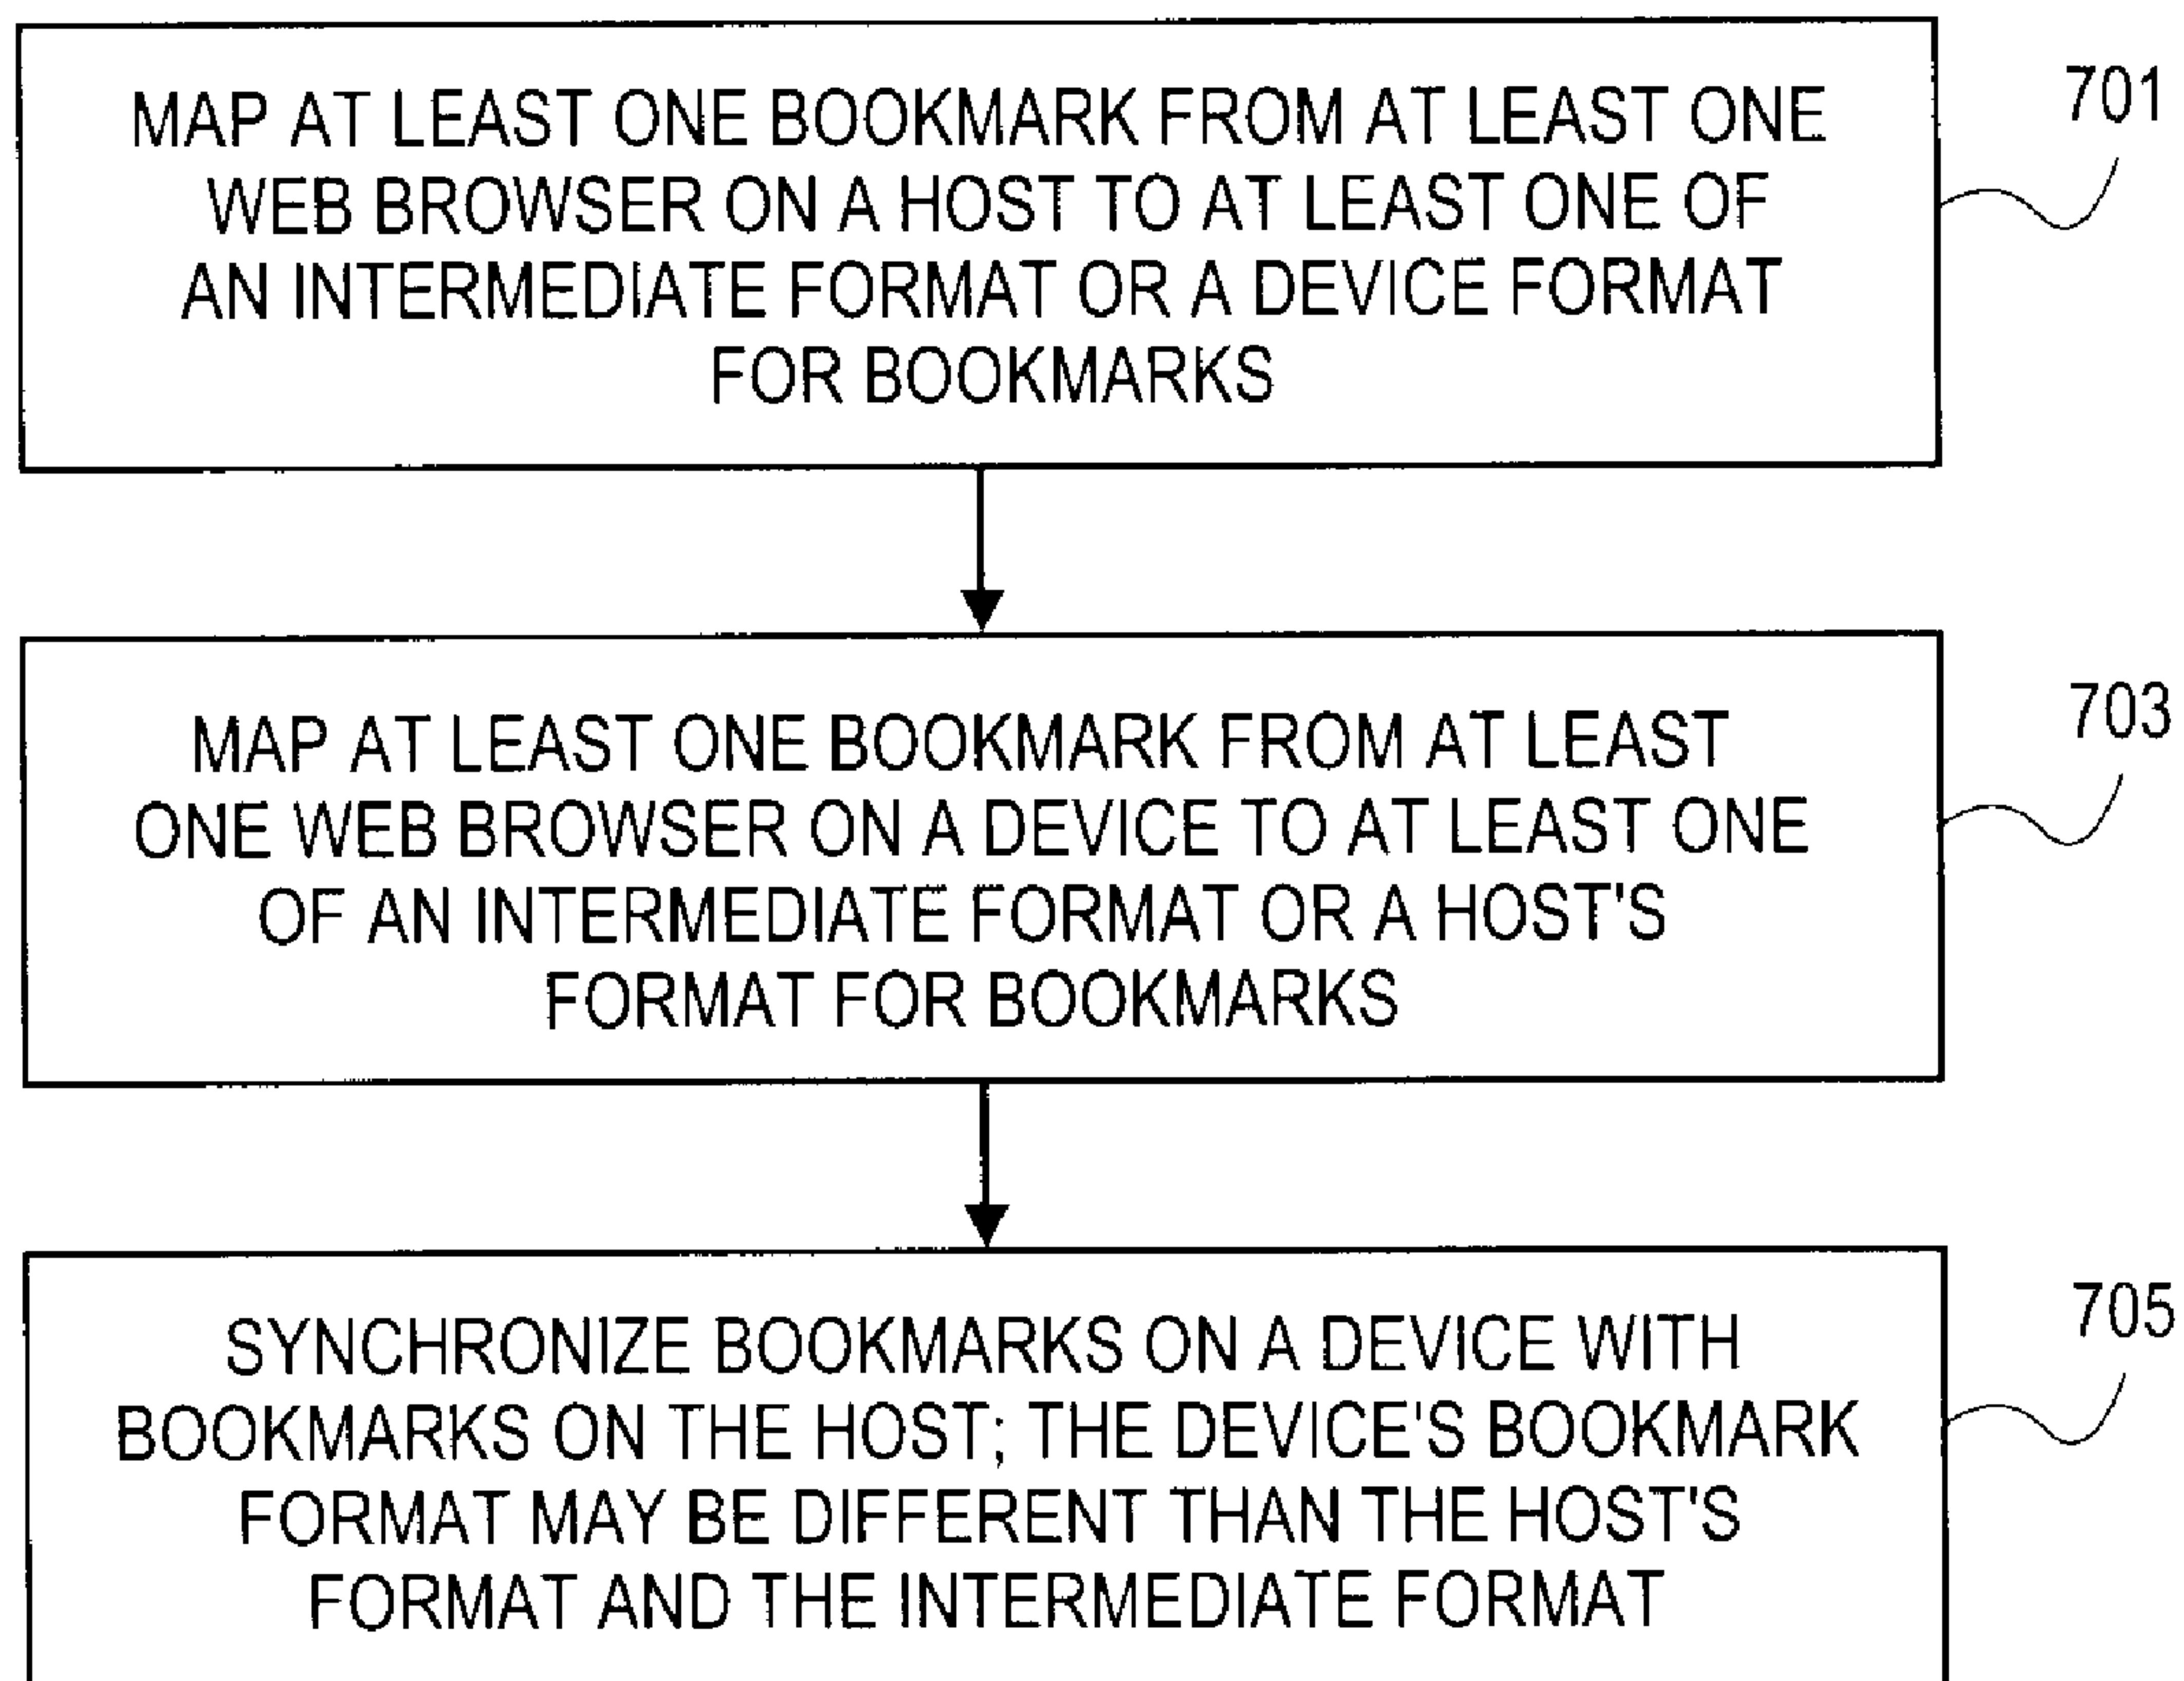 MAP AT LEAST ONE BOOKMARK FROM AT LEAST ONE
WEB BROWSER ON A HOST TO AT LEAST ONE OF
AN INTERMEDIATE FORMAT OR A DEVICE FORMAT
FOR BOOKMARKS
701
MAP AT LEAST ONE BOOKMARK FROM AT LEAST
ONE WEB BROWSER ON A DEVICE TO AT LEAST ONE
OF AN INTERMEDIATE FORMAT OR A HOST'S
FORMAT FOR BOOKMARKS
703
SYNCHRONIZE BOOKMARKS ON A DEVICE WITH
BOOKMARKS ON THE HOST; THE DEVICE'S BOOKMARK
FORMAT MAY BE DIFFERENT THAN THE HOST'S
FORMAT AND THE INTERMEDIATE FORMAT
705